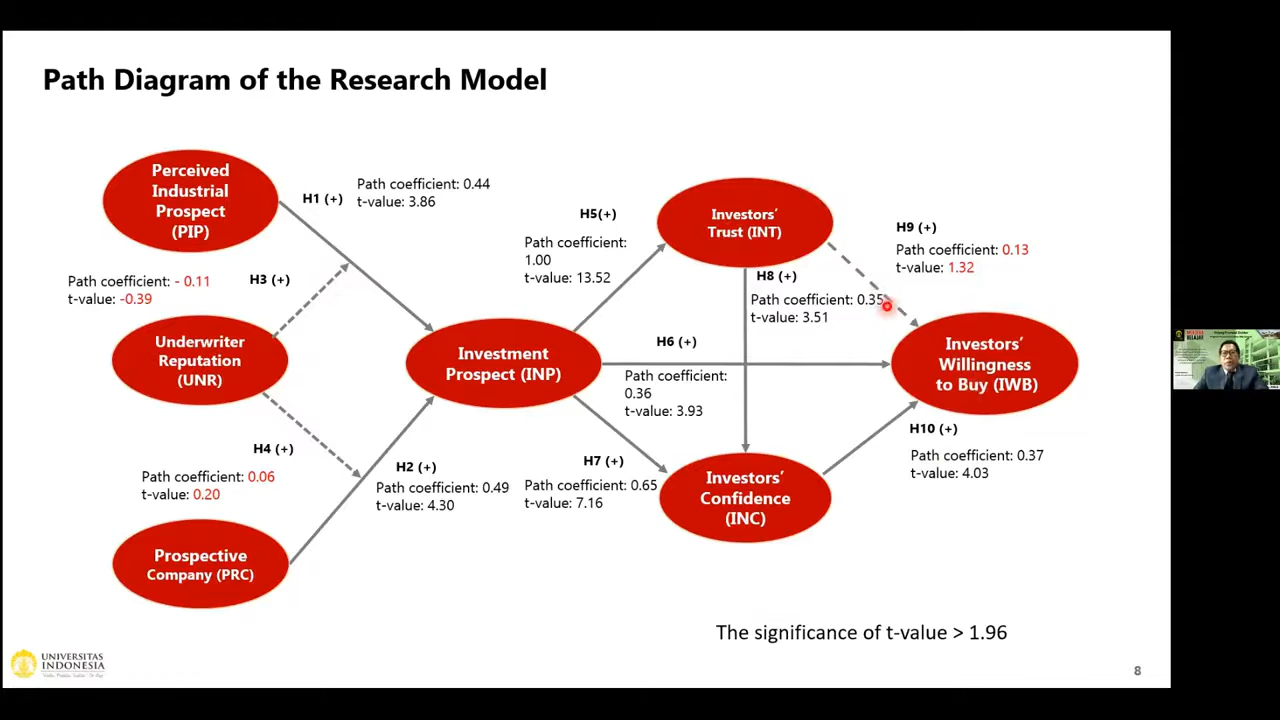 Path Diagram of the Research Model
Perceived
Industrial
Prospect
(PIP)
H1 (+)
Path coefficient: 0.44
t-value: 3.86
H5(+)
Path coefficient:
1.00
t-value: 13.52
Investors'
Trust (INT)
H9 (+)
Path coefficient: 0.13
t-value: 1.32
Path coefficient: - 0.11
t-value: -0.39
H3 (+)
H8 (+)
Path coefficient: 0.35
t-value: 3.51
Underwriter
Reputation
(UNR)
Investment
Prospect (INP)
H6 (+)
Path coefficient:
0.36
t-value: 3.93
Investors'
Willingness
to Buy (IWB)
H4 (+)
Path coefficient: 0.06
t-value: 0.20
H2 (+)
Path coefficient: 0.49
t-value: 4.30
H7 (+)
Path coefficient: 0.65
t-value: 7.16
Investors'
Confidence
(INC)
H10 (+)
Path coefficient: 0.37
t-value: 4.03
Prospective
Company (PRC)
The significance of t-value > 1.96
UNIVERSITAS
INDONESIA
8